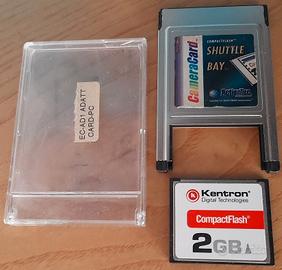 EC-AD1 ADATT
CARD-PC
COMPACTFLASH
SHUTTLE
BAY
CameraCard
Kentron
Digital Technologies
CompactFlash
2GB